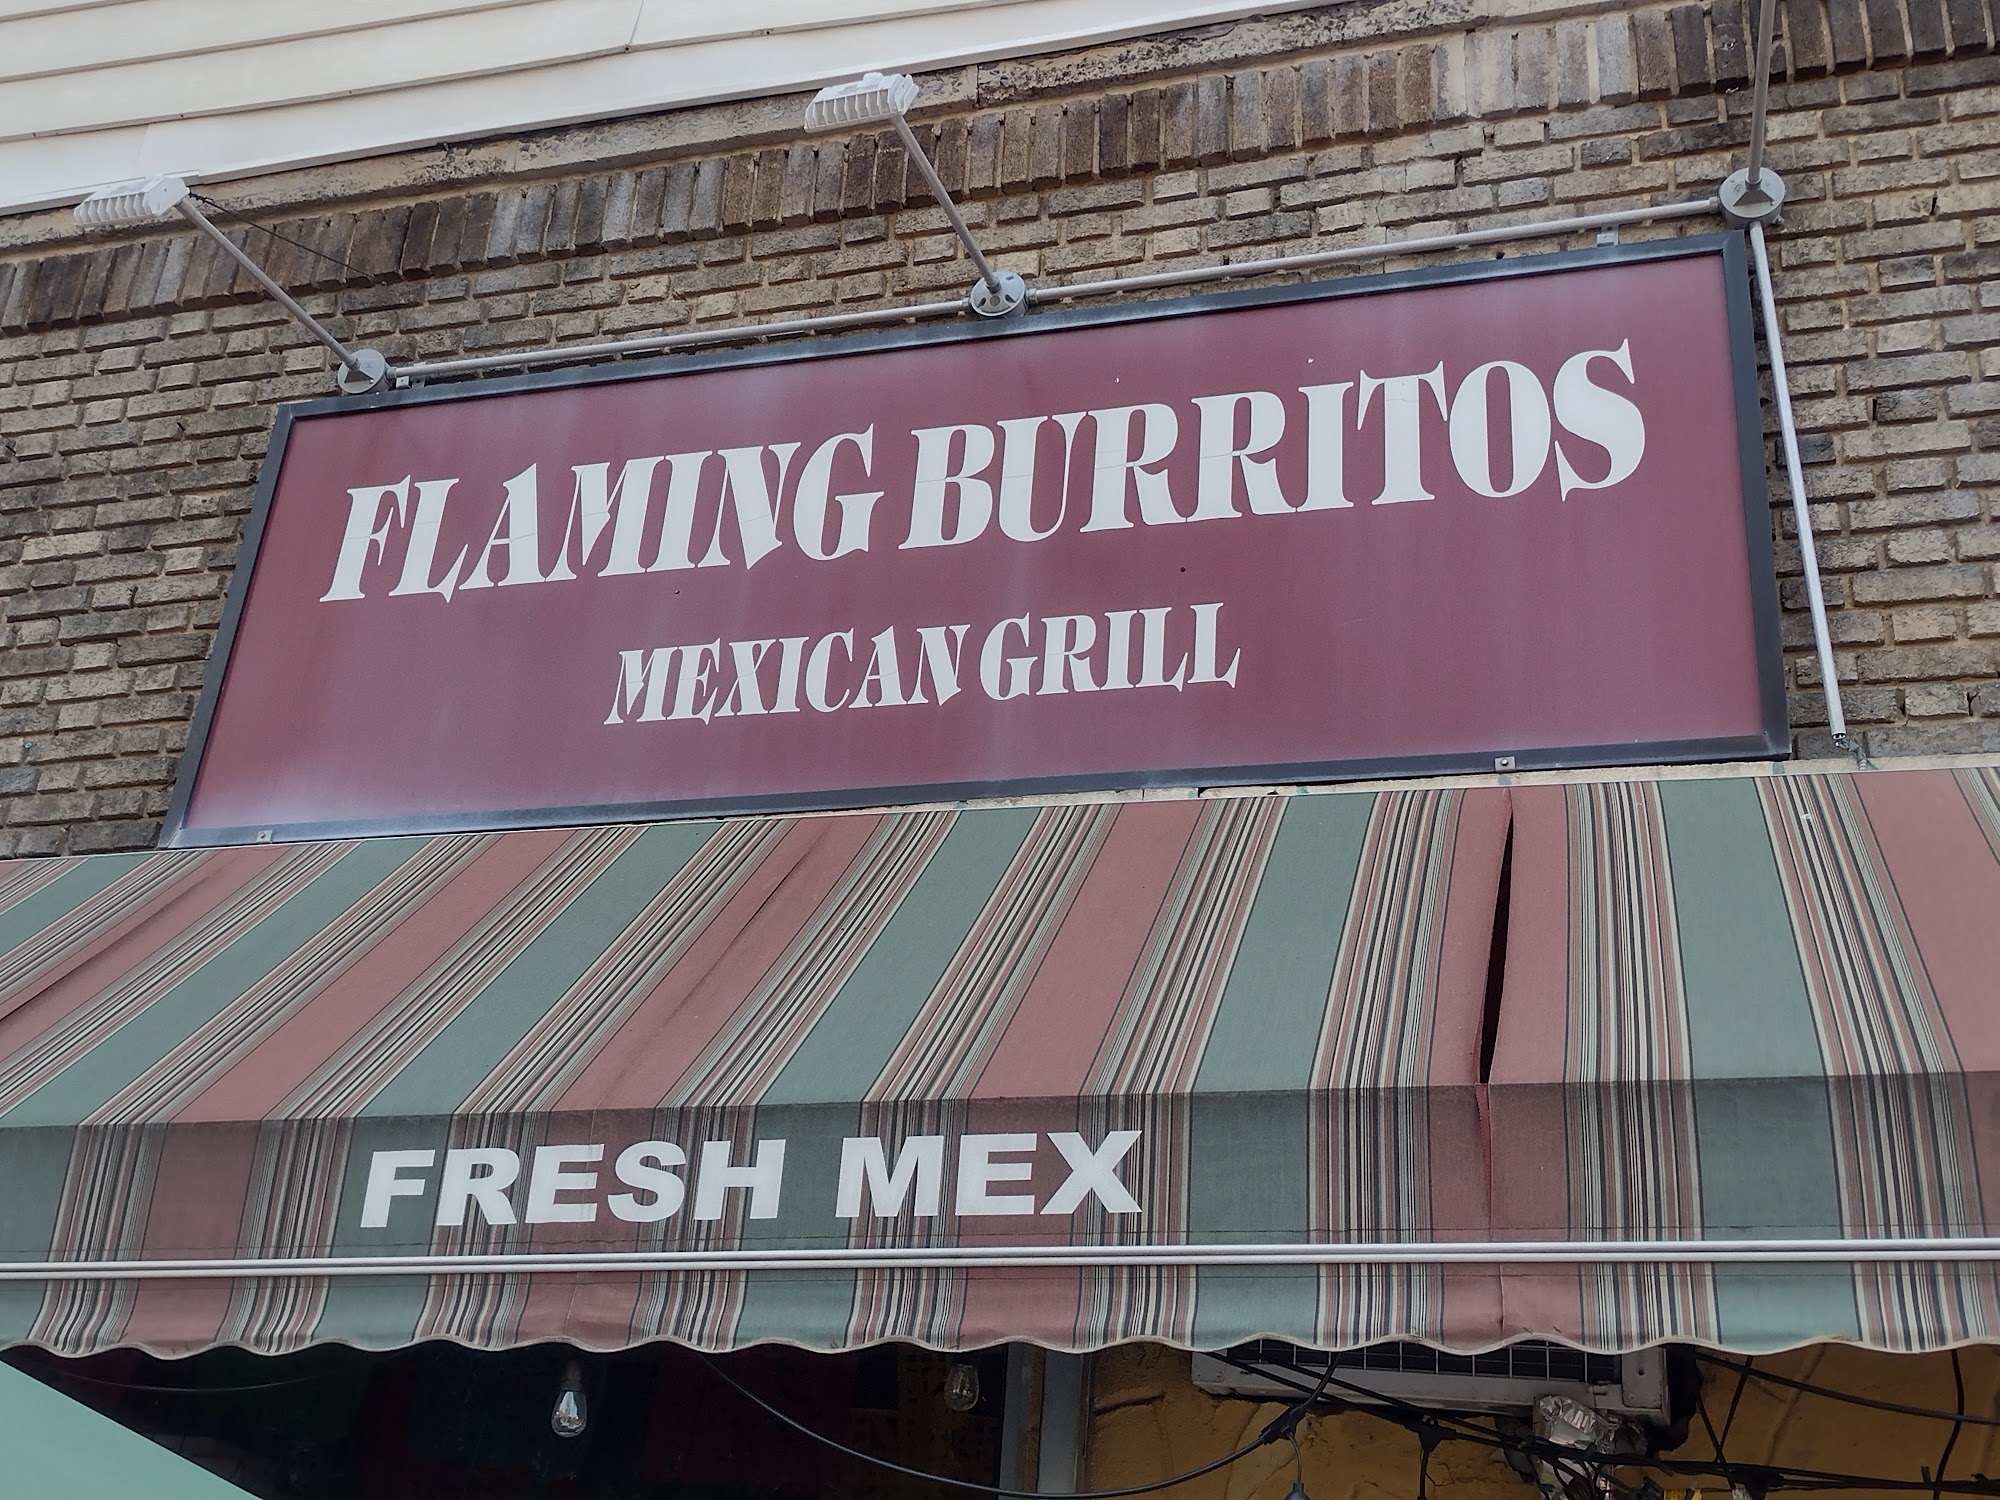 FLAMING BURRITOS
MEXICAN GRILL
FRESH MEX